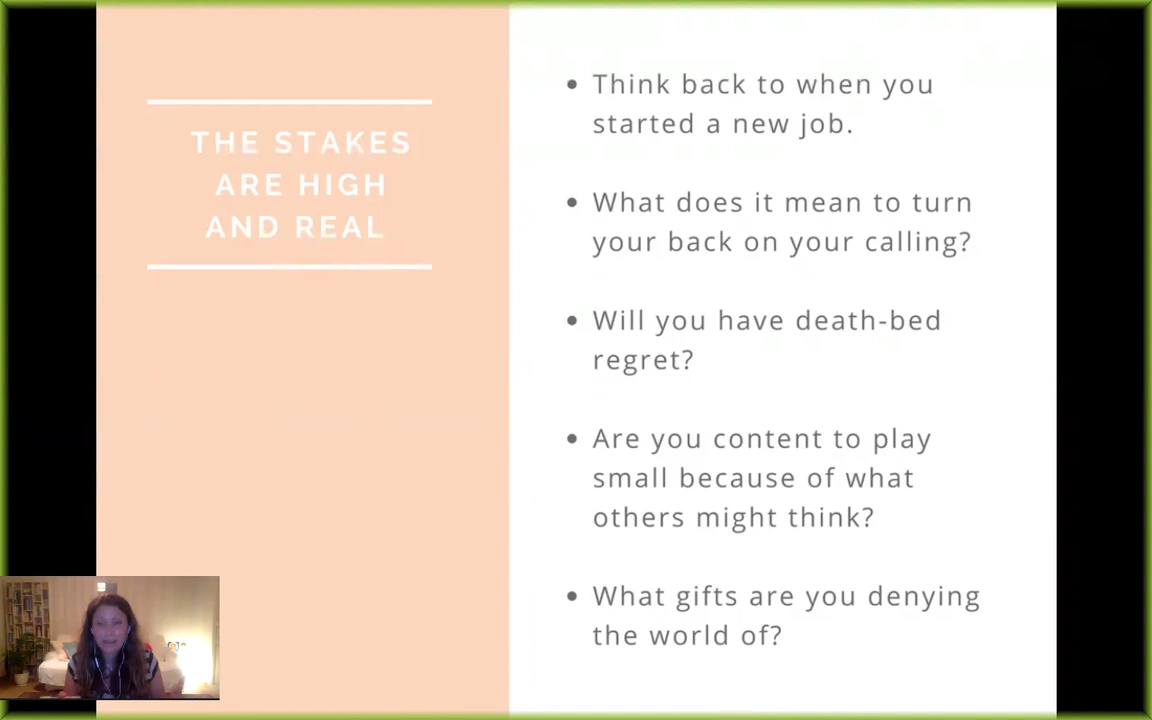 THE STAKES
ARE HIGH
AND REAL
• Think back to when you
started a new job.
• What does it mean to turn
your back on your calling?
• Will you have death-bed
regret?
• Are you content to play
small because of what
others might think?
• What gifts are you denying
the world of?